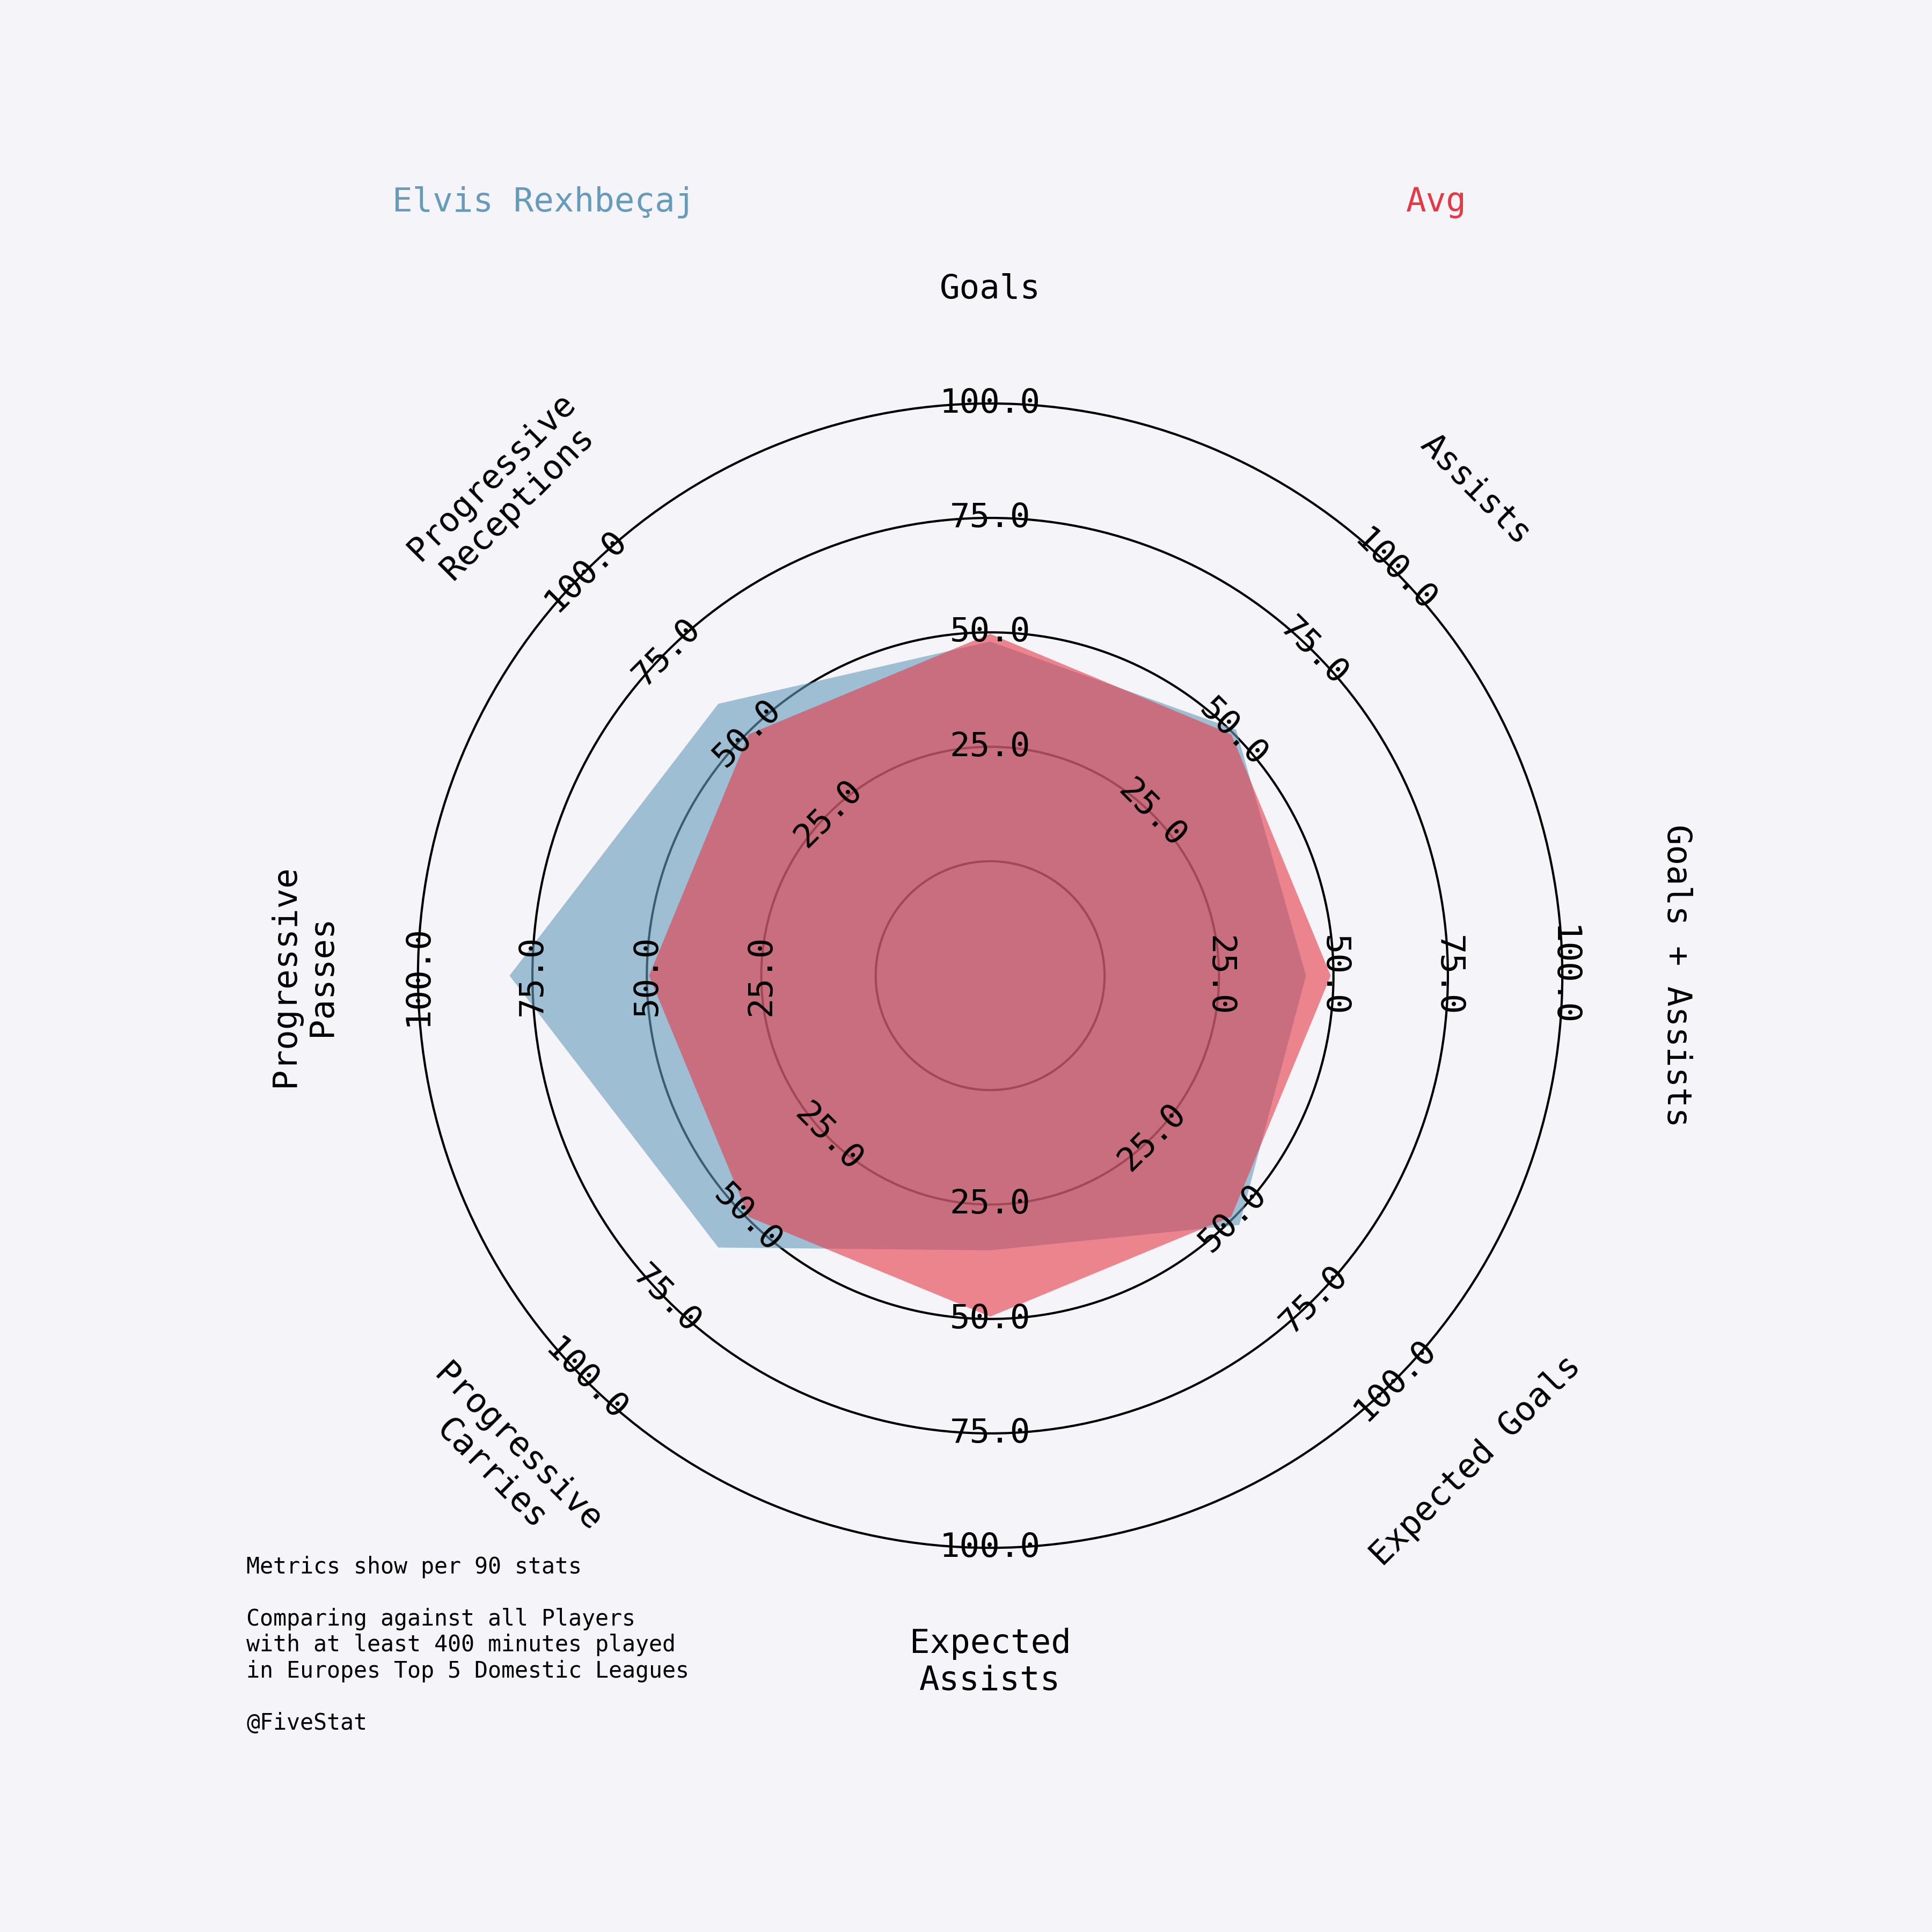 Elvis Rexhbeçaj
Avg
Goals
Assists
Goals + Assists
Expected Goals
Expected
Assists
Progressive
Carries
Progressive
Passes
Progressive
Receptions
25.0
50.0
75.0
100.0
25.0
50.0
75.0
100.0
25.0
50.0
75.0
100.0
25.0
50.0
75.0
100.0
25.0
50.0
75.0
100.0
25.0
50.0
75.0
100.0
25.0
50.0
75.0
100.0
25.0
50.0
75.0
100.0
Metrics show per 90 stats
Comparing against all Players
with at least 400 minutes played
in Europes Top 5 Domestic Leagues
@FiveStat